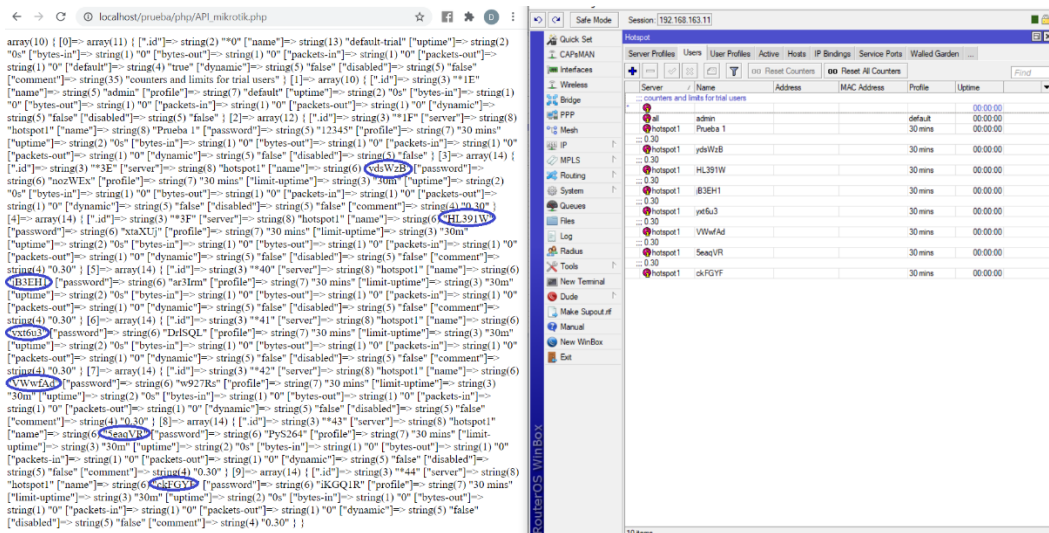 localhost/prueba/php/API_mikrotik.php
array(10) { [0]=> array(11) { [".id"]=> string(2) "*0" ["name"]=> string(13) "default-trial" ["uptime"]=> string(2)
"0s" ["bytes-in"]=> string(1) "0" ["bytes-out"]=> string(1) "0" ["packets-in"]=> string(1) "0" ["packets-out"]=>
string(1) "0" ["default"]=> string(4) "true" ["dynamic"]=> string(5) "false" ["disabled"]=> string(5) "false"
["comment"]=> string(35) "counters and limits for trial users" } [1]=> array(10) { [".id"]=> string(3) "*1E"
["name"]=> string(5) "admin" ["profile"]=> string(7) "default" ["uptime"]=> string(2) "0s" ["bytes-in"]=> string(1)
"0" ["bytes-out"]=> string(1) "0" ["packets-in"]=> string(1) "0" ["packets-out"]=> string(1) "0" ["dynamic"]=>
string(5) "false" ["disabled"]=> string(5) "false" } [2]=> array(12) { [".id"]=> string(3) "*1F" ["server"]=> string(8)
"hotspot1" ["name"]=> string(8) "Prueba 1" ["password"]=> string(5) "12345" ["profile"]=> string(7) "30 mins"
["uptime"]=> string(2) "0s" ["bytes-in"]=> string(1) "0" ["bytes-out"]=> string(1) "0" ["packets-in"]=> string(1) "0"
["packets-out"]=> string(1) "0" ["dynamic"]=> string(5) "false" ["disabled"]=> string(5) "false" } [3]=> array(14) {
[".id"]=> string(3) "*3E" ["server"]=> string(8) "hotspot1" ["name"]=> string(6) "ydsWzB" ["password"]=>
string(6) "nozWEx" ["profile"]=> string(7) "30 mins" ["limit-uptime"]=> string(3) "30m" ["uptime"]=> string(2)
"0s" ["bytes-in"]=> string(1) "0" ["bytes-out"]=> string(1) "0" ["packets-in"]=> string(1) "0" ["packets-out"]=>
string(1) "0" ["dynamic"]=> string(5) "false" ["disabled"]=> string(5) "false" ["comment"]=> string(4) "0.30" }
[4]=> array(14) { [".id"]=> string(3) "*3F" ["server"]=> string(8) "hotspot1" ["name"]=> string(6) "HL391W"
["password"]=> string(6) "xtaXUj" ["profile"]=> string(7) "30 mins" ["limit-uptime"]=> string(3) "30m"
["uptime"]=> string(2) "0s" ["bytes-in"]=> string(1) "0" ["bytes-out"]=> string(1) "0" ["packets-in"]=> string(1) "0"
["packets-out"]=> string(1) "0" ["dynamic"]=> string(5) "false" ["disabled"]=> string(5) "false" ["comment"]=>
string(4) "0.30" } [5]=> array(14) { [".id"]=> string(3) "*40" ["server"]=> string(8) "hotspot1" ["name"]=> string(6)
"jB3EH1" ["password"]=> string(6) "ar3Irm" ["profile"]=> string(7) "30 mins" ["limit-uptime"]=> string(3) "30m"
["uptime"]=> string(2) "0s" ["bytes-in"]=> string(1) "0" ["bytes-out"]=> string(1) "0" ["packets-in"]=> string(1) "0"
["packets-out"]=> string(1) "0" ["dynamic"]=> string(5) "false" ["disabled"]=> string(5) "false" ["comment"]=>
string(4) "0.30" } [6]=> array(14) { [".id"]=> string(3) "*41" ["server"]=> string(8) "hotspot1" ["name"]=> string(6)
"yxt6u3" ["password"]=> string(6) "DrlSQL" ["profile"]=> string(7) "30 mins" ["limit-uptime"]=> string(3) "30m"
["uptime"]=> string(2) "0s" ["bytes-in"]=> string(1) "0" ["bytes-out"]=> string(1) "0" ["packets-in"]=> string(1) "0"
["packets-out"]=> string(1) "0" ["dynamic"]=> string(5) "false" ["disabled"]=> string(5) "false" ["comment"]=>
string(4) "0.30" } [7]=> array(14) { [".id"]=> string(3) "*42" ["server"]=> string(8) "hotspot1" ["name"]=> string(6)
"VWwfAd" ["password"]=> string(6) "w927Rs" ["profile"]=> string(7) "30 mins" ["limit-uptime"]=> string(3)
"30m" ["uptime"]=> string(2) "0s" ["bytes-in"]=> string(1) "0" ["bytes-out"]=> string(1) "0" ["packets-in"]=>
string(1) "0" ["packets-out"]=> string(1) "0" ["dynamic"]=> string(5) "false" ["disabled"]=> string(5) "false"
["comment"]=> string(4) "0.30" } [8]=> array(14) { [".id"]=> string(3) "*43" ["server"]=> string(8) "hotspot1"
["name"]=> string(6) "5eaqVR" ["password"]=> string(6) "PyS264" ["profile"]=> string(7) "30 mins" ["limit-
uptime"]=> string(3) "30m" ["uptime"]=> string(2) "0s" ["bytes-in"]=> string(1) "0" ["bytes-out"]=> string(1) "0"
["packets-in"]=> string(1) "0" ["packets-out"]=> string(1) "0" ["dynamic"]=> string(5) "false" ["disabled"]=>
string(5) "false" ["comment"]=> string(4) "0.30" } [9]=> array(14) { [".id"]=> string(3) "*44" ["server"]=> string(8)
"hotspot1" ["name"]=> string(6) "ckFGYF" ["password"]=> string(6) "iKGQ1R" ["profile"]=> string(7) "30 mins"
["limit-uptime"]=> string(3) "30m" ["uptime"]=> string(2) "0s" ["bytes-in"]=> string(1) "0" ["bytes-out"]=>
string(1) "0" ["packets-in"]=> string(1) "0" ["packets-out"]=> string(1) "0" ["dynamic"]=> string(5) "false"
["disabled"]=> string(5) "false" ["comment"]=> string(4) "0.30" } }
D
Safe Mode Session: 192.168.163.11
Quick Set
CAPsMAN
Interfaces
Wireless
Bridge
PPP
Mesh
IP
MPLS
Routing
System
Queues
Files
Log
Radius
Tools
New Terminal
Dude
Make Supout.rif
Manual
New WinBox
Exit
RouterOS WinBox
Hotspot
Server Profiles Users User Profiles Active Hosts IP Bindings Service Ports Walled Garden ...
00 Reset Counters 00 Reset All Counters Find
Server Name Address MAC Address Profile Uptime
::: counters and limits for trial users
00:00:00
all admin default 00:00:00
hotspot1 Prueba 1 30 mins 00:00:00
::: 0.30
hotspot1 ydsWzB 30 mins 00:00:00
::: 0.30
hotspot1 HL391W 30 mins 00:00:00
::: 0.30
hotspot1 jB3EH1 30 mins 00:00:00
::: 0.30
hotspot1 yxt6u3 30 mins 00:00:00
::: 0.30
hotspot1 VWwfAd 30 mins 00:00:00
::: 0.30
hotspot1 5eaqVR 30 mins 00:00:00
::: 0.30
hotspot1 ckFGYF 30 mins 00:00:00
10 items